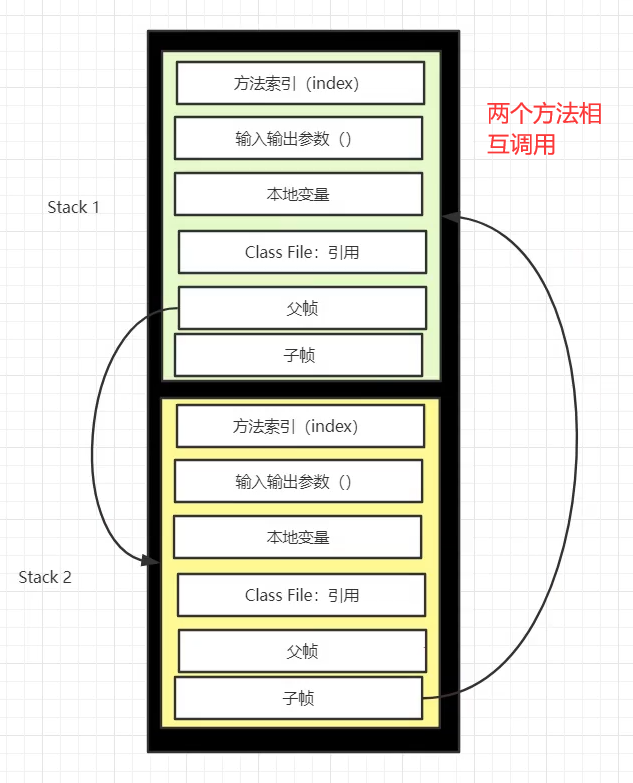 方法索引（index）
两个方法相
互调用
输入输出参数（）
本地变量
Stack 1
Class File：引用
父帧
子帧
方法索引（index）
输入输出参数（）
本地变量
Stack 2
Class File：引用
父帧
子帧